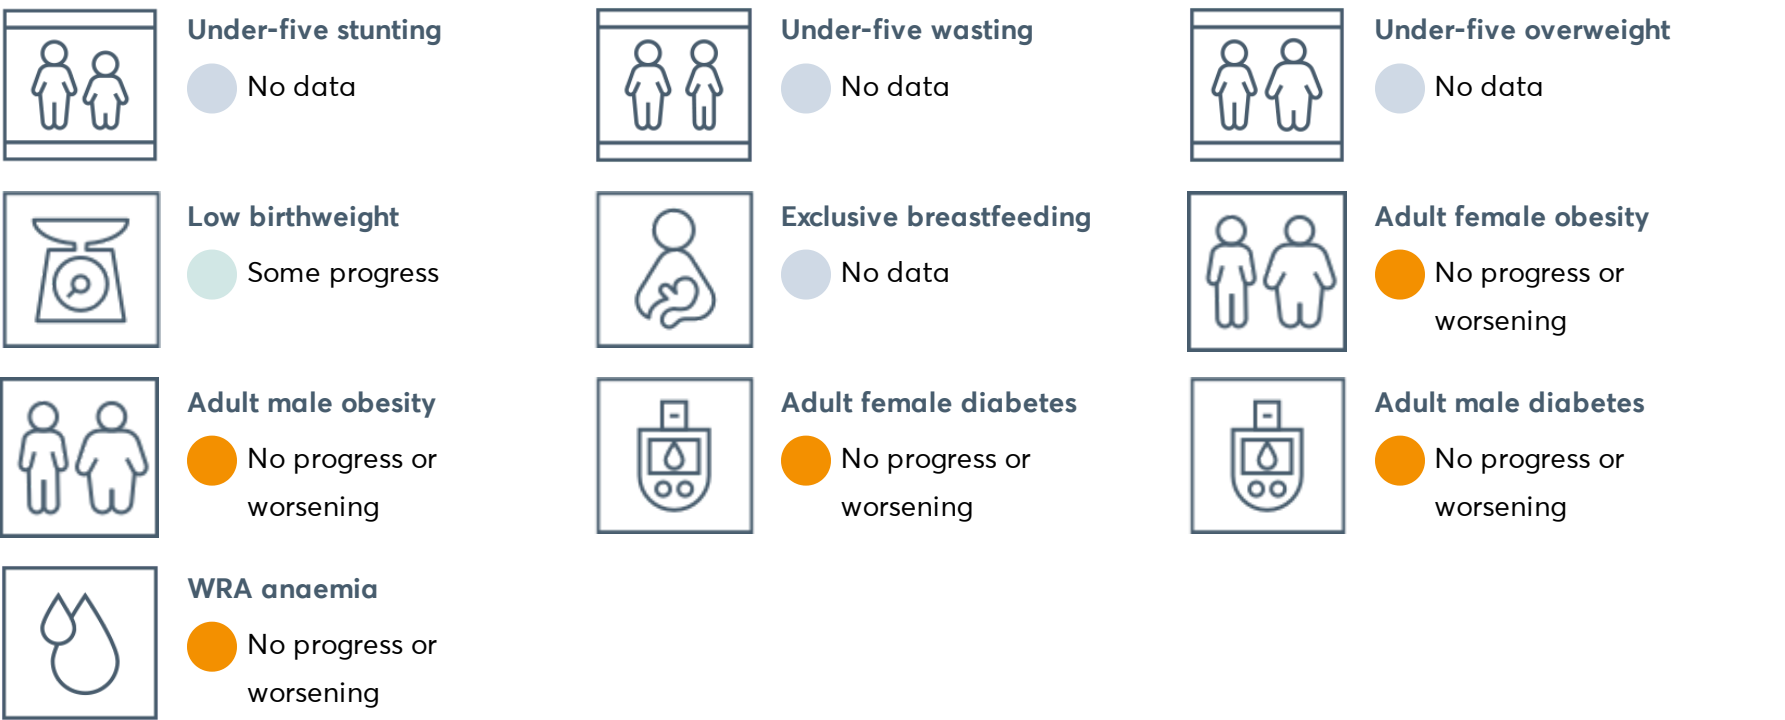 Under-five stunting
No data
Under-five wasting
No data
Under-five overweight
No data
Low birthweight
Some progress
Exclusive breastfeeding
No data
Adult female obesity
No progress or
worsening
Adult male obesity
No progress or
worsening
Adult female diabetes
No progress or
worsening
Adult male diabetes
No progress or
worsening
WRA anaemia
No progress or
worsening